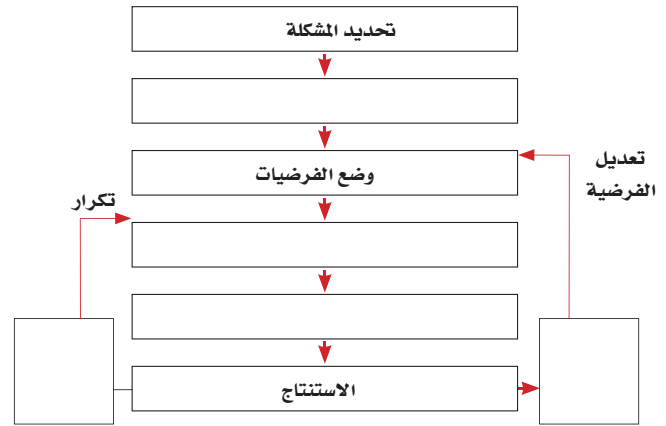 تحديد المشكلة
وضع الفرضيات
تعديل
الفرضية
تكرار
الاستنتاج